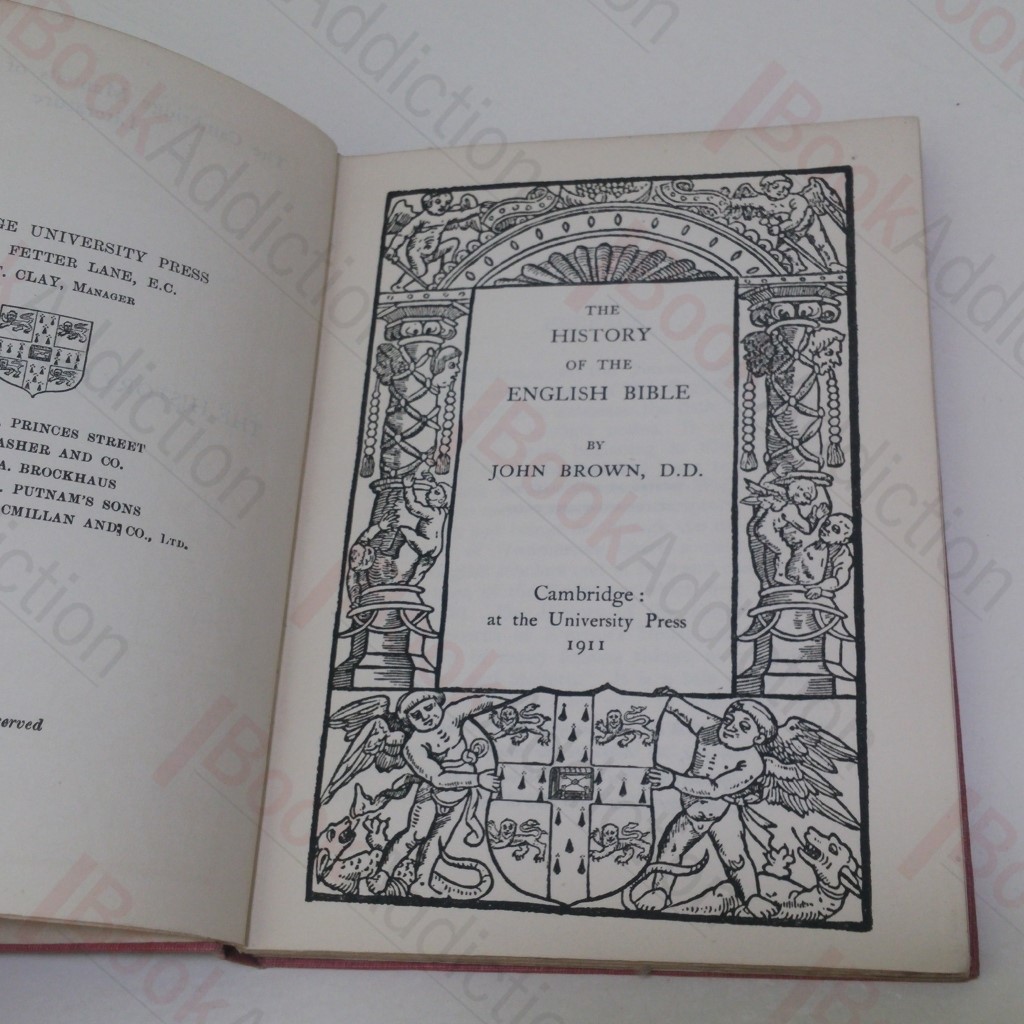 GE UNIVERSITY PRESS
FETTER LANE, E.C.
CLAY, MANAGER
PRINCES STREET
ASHER AND CO.
A. BROCKHAUS
PUTNAM'S SONS
CMILLAN AND CO., LTD.
erved
THE
HISTORY
OF THE
ENGLISH BIBLE
BY
JOHN BROWN, D.D.
Cambridge:
at the University Press
1911
BookAddiction